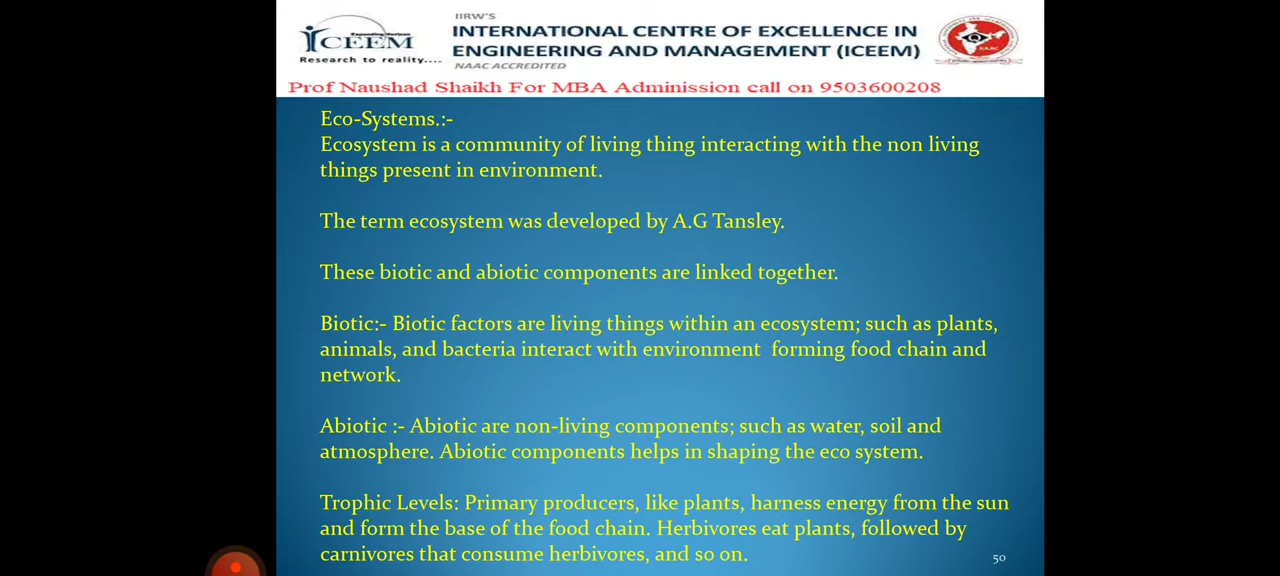 IIRW'S
Expanding Horizon
ICEEM
INTERNATIONAL CENTRE OF EXCELLENCE IN
ENGINEERING AND MANAGEMENT (ICEEM)
Research to reality....
NAAC ACCREDITED
NAAC
Prof Naushad Shaikh For MBA Adminission call on 9503600208
Eco-Systems.:-
Ecosystem is a community of living thing interacting with the non living
things present in environment.
The term ecosystem was developed by A.G Tansley.
These biotic and abiotic components are linked together.
Biotic:- Biotic factors are living things within an ecosystem; such as plants,
animals, and bacteria interact with environment  forming food chain and
network.
Abiotic :- Abiotic are non-living components; such as water, soil and
atmosphere. Abiotic components helps in shaping the eco system.
Trophic Levels: Primary producers, like plants, harness energy from the sun
and form the base of the food chain. Herbivores eat plants, followed by
carnivores that consume herbivores, and so on.
50